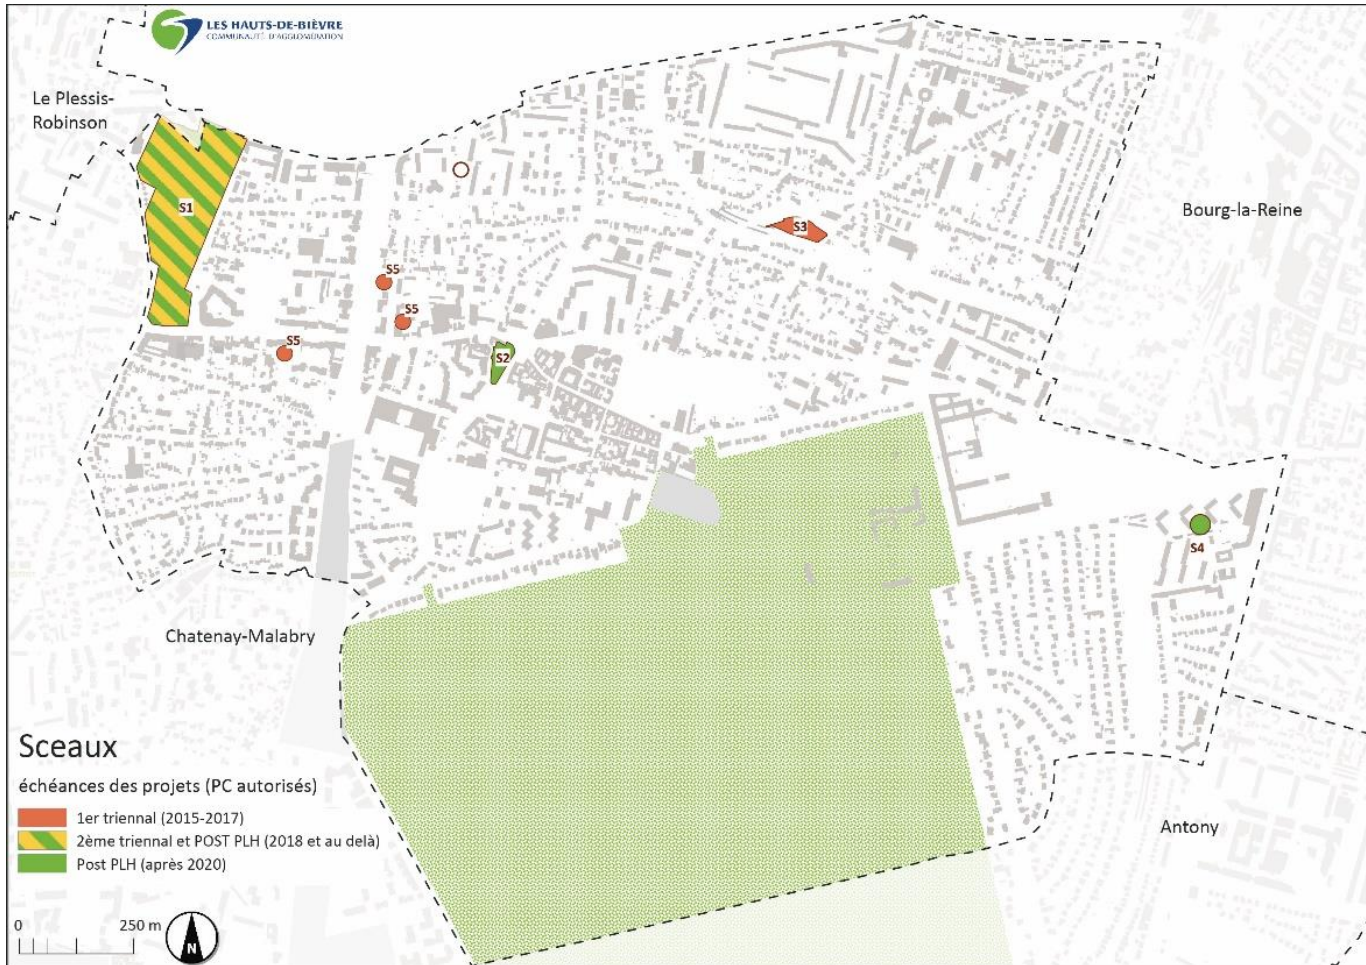 LES HAUTS-DE-BIÈVRE
COMMUNAUTÉ D'AGGLOMÉRATION
Le Plessis-
Robinson
S1
S3
Bourg-la-Reine
S5
S5
S5
S2
S4
Chatenay-Malabry
Sceaux
échéances des projets (PC autorisés)
1er triennal (2015-2017)
2ème triennal et POST PLH (2018 et au delà)
Post PLH (après 2020)
Antony
0 250 m
N